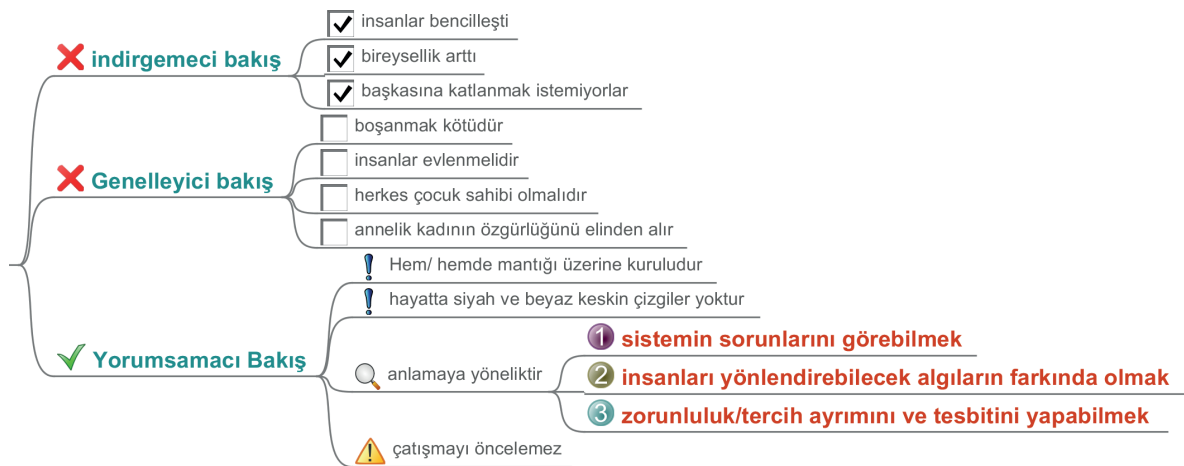 indirgemeci bakış
insanlar bencilleşti
bireysellik arttı
başkasına katlanmak istemiyorlar
Genelleyici bakış
boşanmak kötüdür
insanlar evlenmelidir
herkes çocuk sahibi olmalıdır
annelik kadının özgürlüğünü elinden alır
Yorumsamacı Bakış
Hem/ hemde mantığı üzerine kuruludur
hayatta siyah ve beyaz keskin çizgiler yoktur
anlamaya yöneliktir
1 sistemin sorunlarını görebilmek
2 insanları yönlendirebilecek algıların farkında olmak
3 zorunluluk/tercih ayrımını ve tesbitini yapabilmek
çatışmayı öncelemez